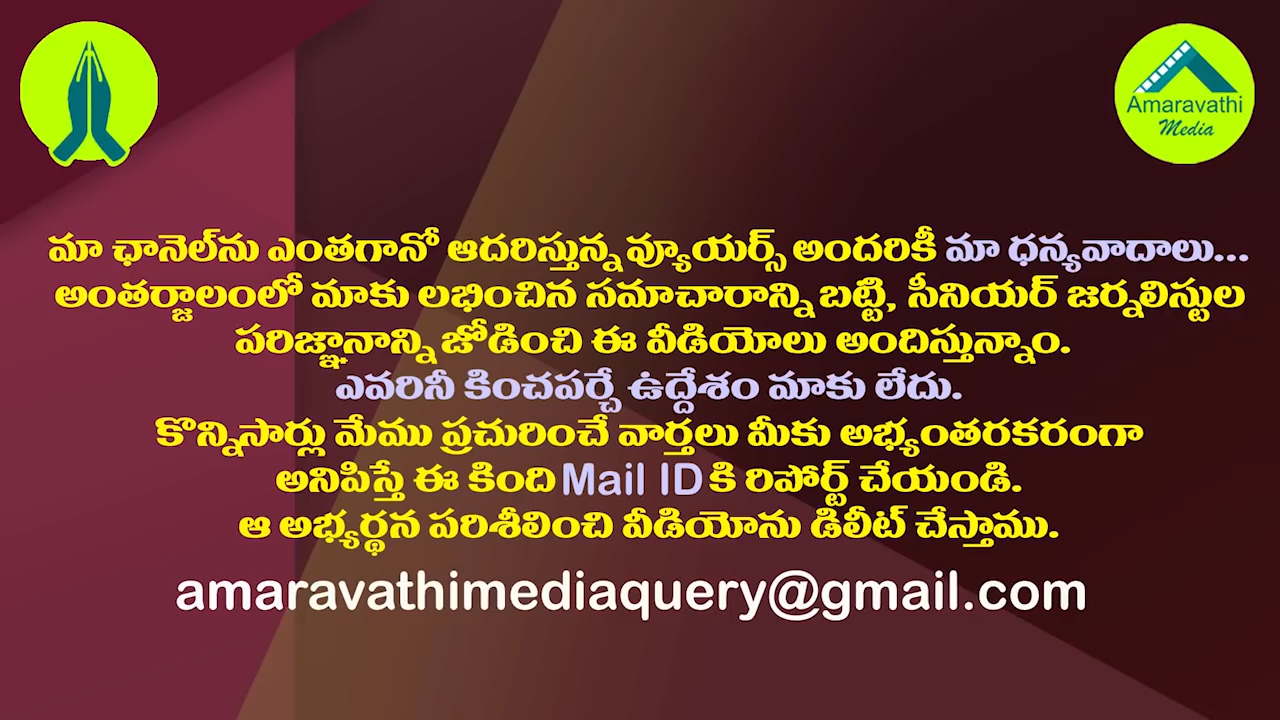 Amaravathi
Media
మా ఛానెల్‌ను ఎంతగానో ఆదరిస్తున్న వ్యూయర్స్ అందరికీ మా ధన్యవాదాలు...
అంతర్జాలంలో మాకు లభించిన సమాచారాన్ని బట్టి, సీనియర్ జర్నలిస్టుల
పరిజ్ఞానాన్ని జోడించి ఈ వీడియోలు అందిస్తున్నాం.
ఎవరినీ కించపర్చే ఉద్దేశం మాకు లేదు.
కొన్నిసార్లు మేము ప్రచురించే వార్తలు మీకు అభ్యంతరకరంగా
అనిపిస్తే ఈ కింది Mail ID కి రిపోర్ట్ చేయండి.
ఆ అభ్యర్థన పరిశీలించి వీడియోను డిలీట్ చేస్తాము.
amaravathimediaquery@gmail.com